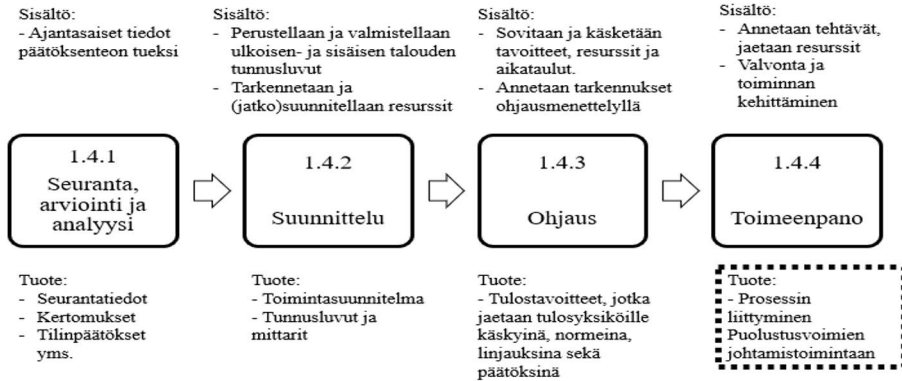 Sisältö:
- Ajantasaiset tiedot
päätöksenteon tueksi
Sisältö:
- Perustellaan ja valmistellaan
ulkoisen- ja sisäisen talouden
tunnusluvut
- Tarkennetaan ja
(jatko)suunnitellaan resurssit
Sisältö:
- Sovitaan ja käsketään
tavoitteet, resurssit ja
aikataulut.
- Annetaan tarkennukset
ohjausmenettelyllä
Sisältö:
- Annetaan tehtävät,
jaetaan resurssit
- Valvonta ja
toiminnan
kehittäminen
1.4.1
Seuranta,
arviointi ja
analyysi
1.4.2
Suunnittelu
1.4.3
Ohjaus
1.4.4
Toimeenpano
Tuote:
- Seurantatiedot
- Kertomukset
- Tilinpäätökset
yms.
Tuote:
- Toimintasuunnitelma
- Tunnusluvut ja
mittarit
Tuote:
- Tulostavoitteet, jotka
jaetaan tulosyksiköille
käskyinä, normeina,
linjauksina sekä
päätöksinä
Tuote:
- Prosessin
liittyminen
Puolustusvoimien
johtamistoimintaan